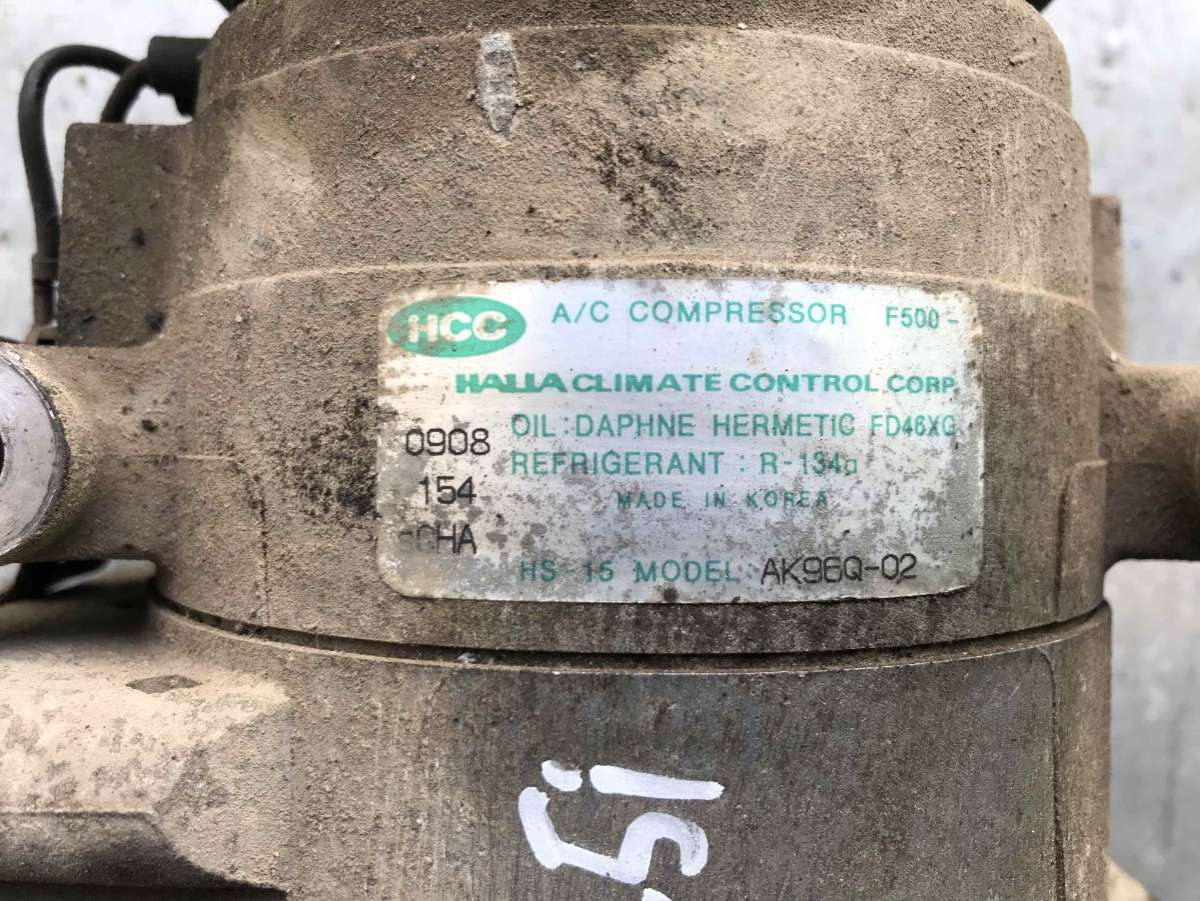 HCC A/C COMPRESSOR F500-
HALLA CLIMATE CONTROL CORP.
OIL : DAPHNE HERMETIC FD46XG
0908
REFRIGERANT : R-134a
154
MADE IN KOREA
HA
HS-15 MODEL AK96Q-02